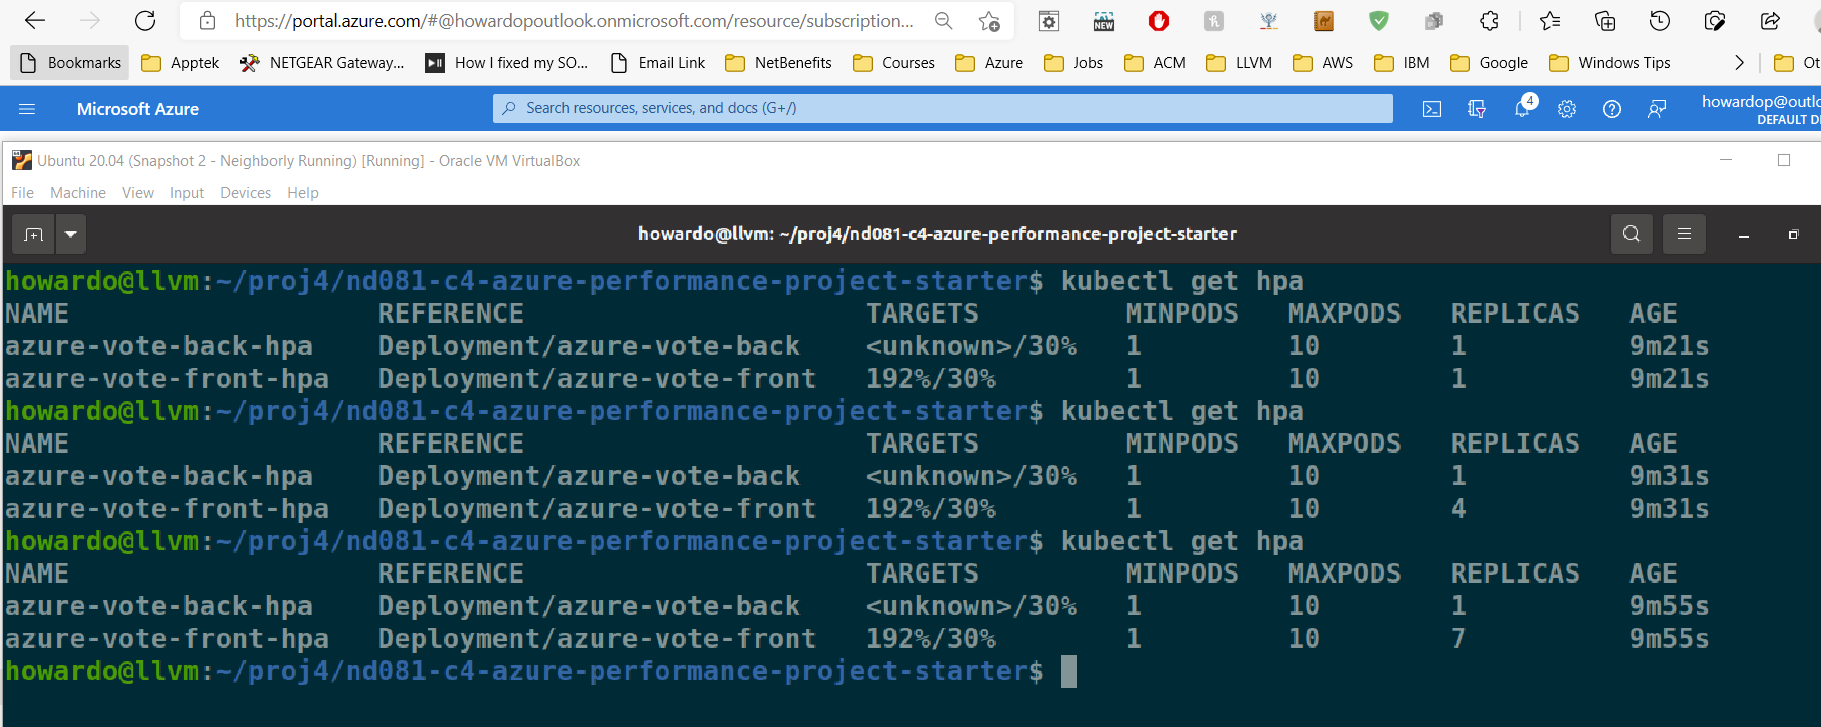 https://portal.azure.com/#@howardopoutlook.onmicrosoft.com/resource/subscription...
NEW
Bookmarks Apptek NETGEAR Gateway... How I fixed my SO... Email Link NetBenefits Courses Azure Jobs ACM LLVM AWS IBM Google Windows Tips Ot
Microsoft Azure Search resources, services, and docs (G+/) 4 howardop@outlo
DEFAULT DI
Ubuntu 20.04 (Snapshot 2 - Neighborly Running) [Running] - Oracle VM VirtualBox
File Machine View Input Devices Help
howardo@llvm: ~/proj4/nd081-c4-azure-performance-project-starter
howardo@llvm:~/proj4/nd081-c4-azure-performance-project-starter$ kubectl get hpa
NAME REFERENCE TARGETS MINPODS MAXPODS REPLICAS AGE
azure-vote-back-hpa Deployment/azure-vote-back <unknown>/30% 1 10 1 9m21s
azure-vote-front-hpa Deployment/azure-vote-front 192%/30% 1 10 1 9m21s
howardo@llvm:~/proj4/nd081-c4-azure-performance-project-starter$ kubectl get hpa
NAME REFERENCE TARGETS MINPODS MAXPODS REPLICAS AGE
azure-vote-back-hpa Deployment/azure-vote-back <unknown>/30% 1 10 1 9m31s
azure-vote-front-hpa Deployment/azure-vote-front 192%/30% 1 10 4 9m31s
howardo@llvm:~/proj4/nd081-c4-azure-performance-project-starter$ kubectl get hpa
NAME REFERENCE TARGETS MINPODS MAXPODS REPLICAS AGE
azure-vote-back-hpa Deployment/azure-vote-back <unknown>/30% 1 10 1 9m55s
azure-vote-front-hpa Deployment/azure-vote-front 192%/30% 1 10 7 9m55s
howardo@llvm:~/proj4/nd081-c4-azure-performance-project-starter$